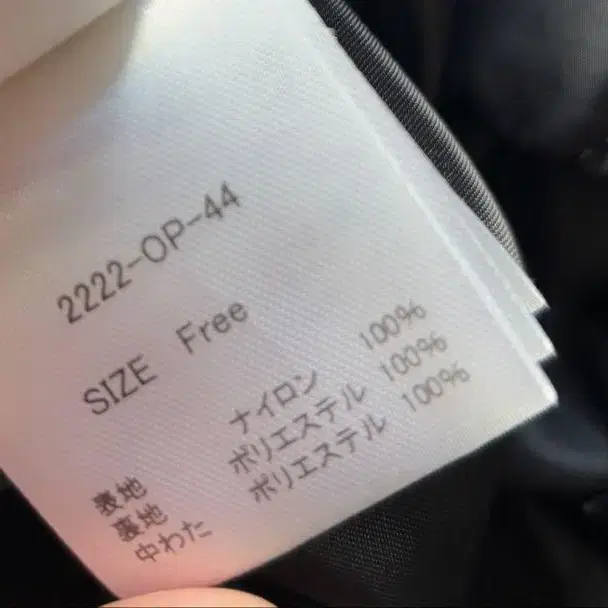 2222-OP-44
SIZE Free
表地 ナイロン 100%
裏地 ポリエステル 100%
中わた ポリエステル 100%